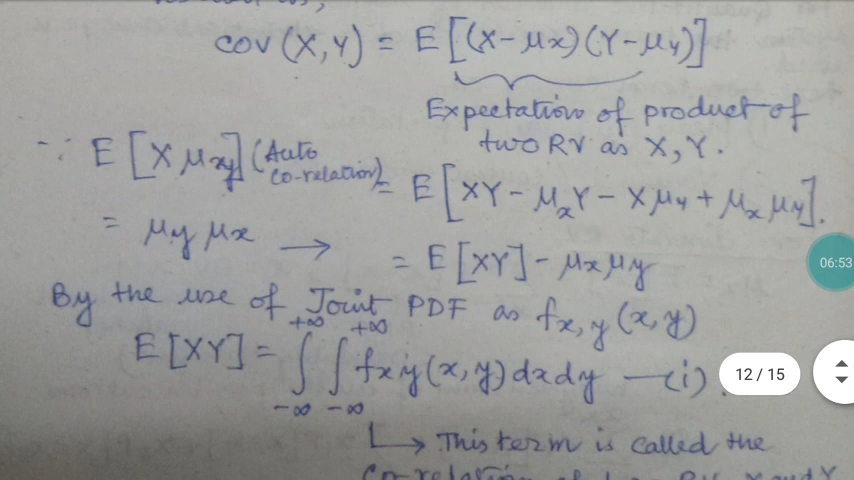 cov (X, Y) = E [(X - μx) (Y - μy)]
Expectation of product of
two RV as X, Y.
∵ E [X μxy] (Auto
co-relation)
= E [XY - μxY - Xμy + μx μy].
= μy μx →
= E [XY] - μx μy
By the use of Joint PDF as fx,y (x, y)
E [XY] = ∫ +∞ -∞ ∫ +∞ -∞ fxy (x, y) dx dy — (i).
↳ This term is called the
06:53
12 / 15